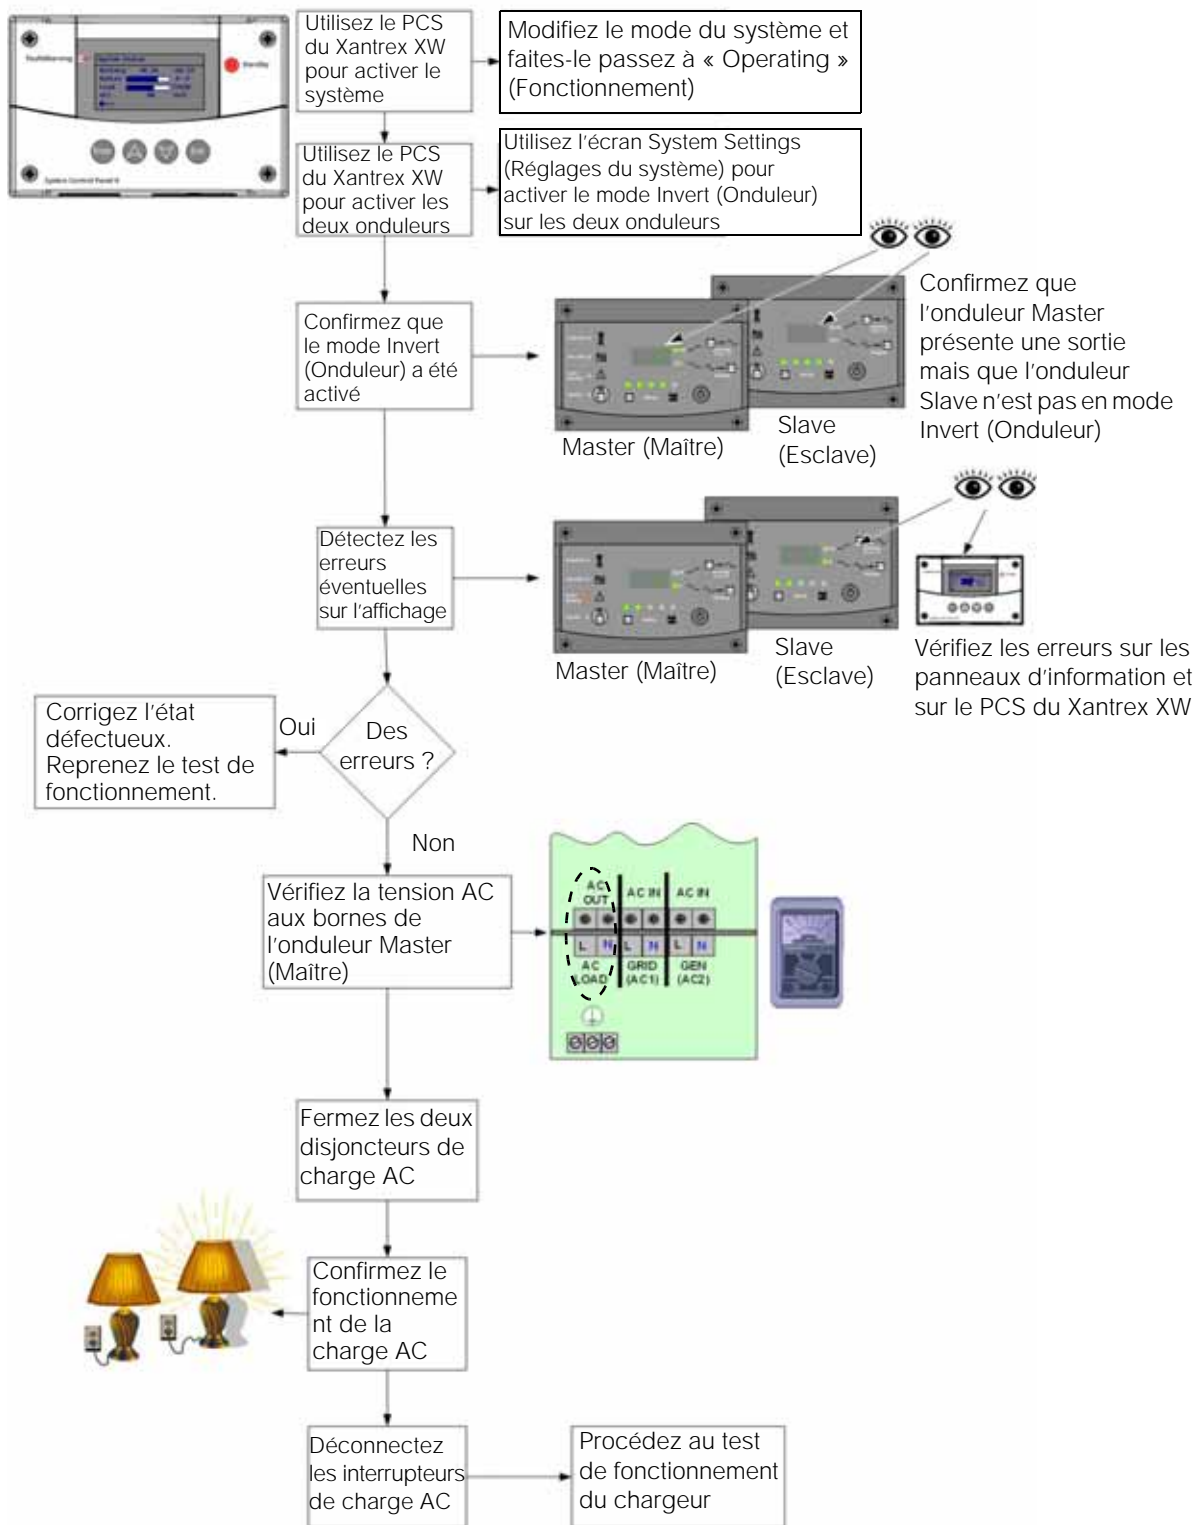 Utilisez le PCS
du Xantrex XW
pour activer le
système
Modifiez le mode du système et
faites-le passez à « Operating »
(Fonctionnement)
System Status
Standby
System Control Panel II
Utilisez le PCS
du Xantrex XW
pour activer les
deux onduleurs
Utilisez l'écran System Settings
(Réglages du système) pour
activer le mode Invert (Onduleur)
sur les deux onduleurs
Confirmez que
le mode Invert
(Onduleur) a été
activé
Confirmez que
l'onduleur Master
présente une sortie
mais que l'onduleur
Slave n'est pas en mode
Invert (Onduleur)
Master (Maître)
Slave
(Esclave)
Détectez les
erreurs
éventuelles
sur l'affichage
Master (Maître)
Slave
(Esclave)
Vérifiez les erreurs sur les
panneaux d'information et
sur le PCS du Xantrex XW
Corrigez l'état
défectueux.
Reprenez le test de
fonctionnement.
Oui
Des
erreurs ?
Non
Vérifiez la tension AC
aux bornes de
l'onduleur Master
(Maître)
AC
OUT
AC IN
AC IN
L N L N L N
AC
LOAD
GRID
(AC1)
GEN
(AC2)
Fermez les deux
disjoncteurs de
charge AC
Confirmez le
fonctionneme
nt de la
charge AC
Déconnectez
les interrupteurs
de charge AC
Procédez au test
de fonctionnement
du chargeur